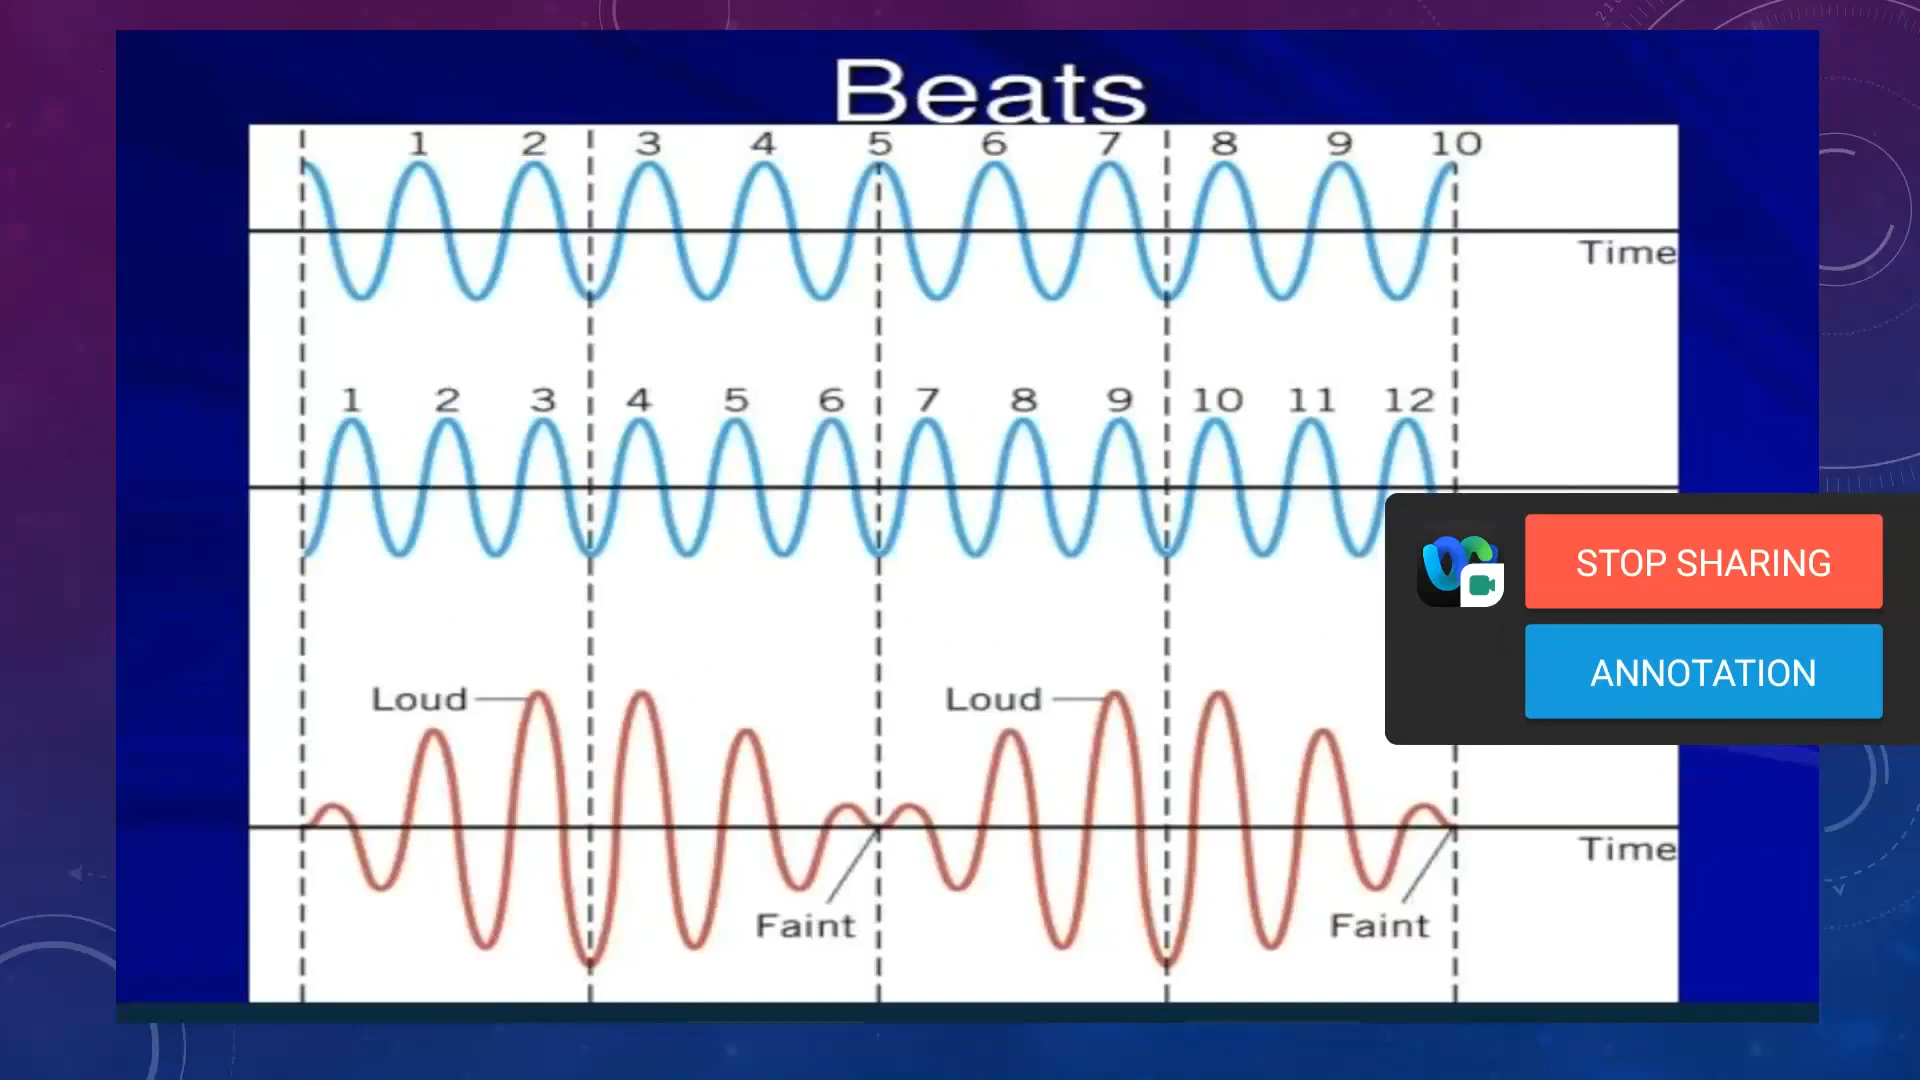 Beats
1 2 3 4 5 6 7 8 9 10
Time
1 2 3 4 5 6 7 8 9 10 11 12
STOP SHARING
ANNOTATION
Loud Loud
Time
Faint Faint